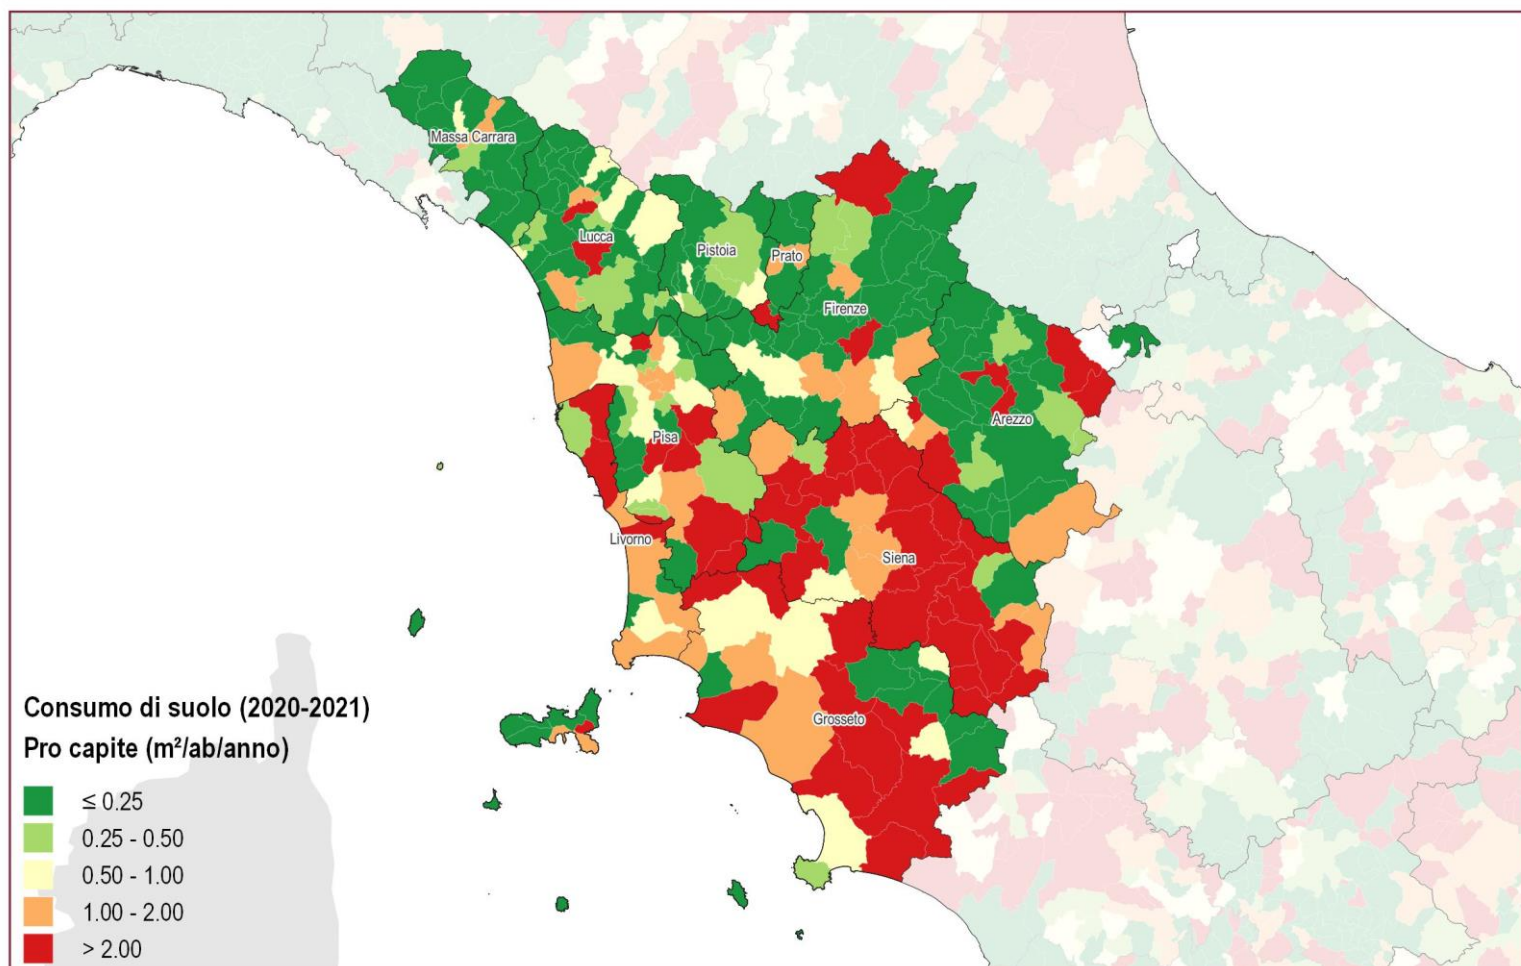 Massa Carrara
Lucca
Pistoia
Prato
Firenze
Arezzo
Pisa
Livorno
Siena
Grosseto
Consumo di suolo (2020-2021)
Pro capite (m²/ab/anno)
≤ 0.25
0.25 - 0.50
0.50 - 1.00
1.00 - 2.00
> 2.00